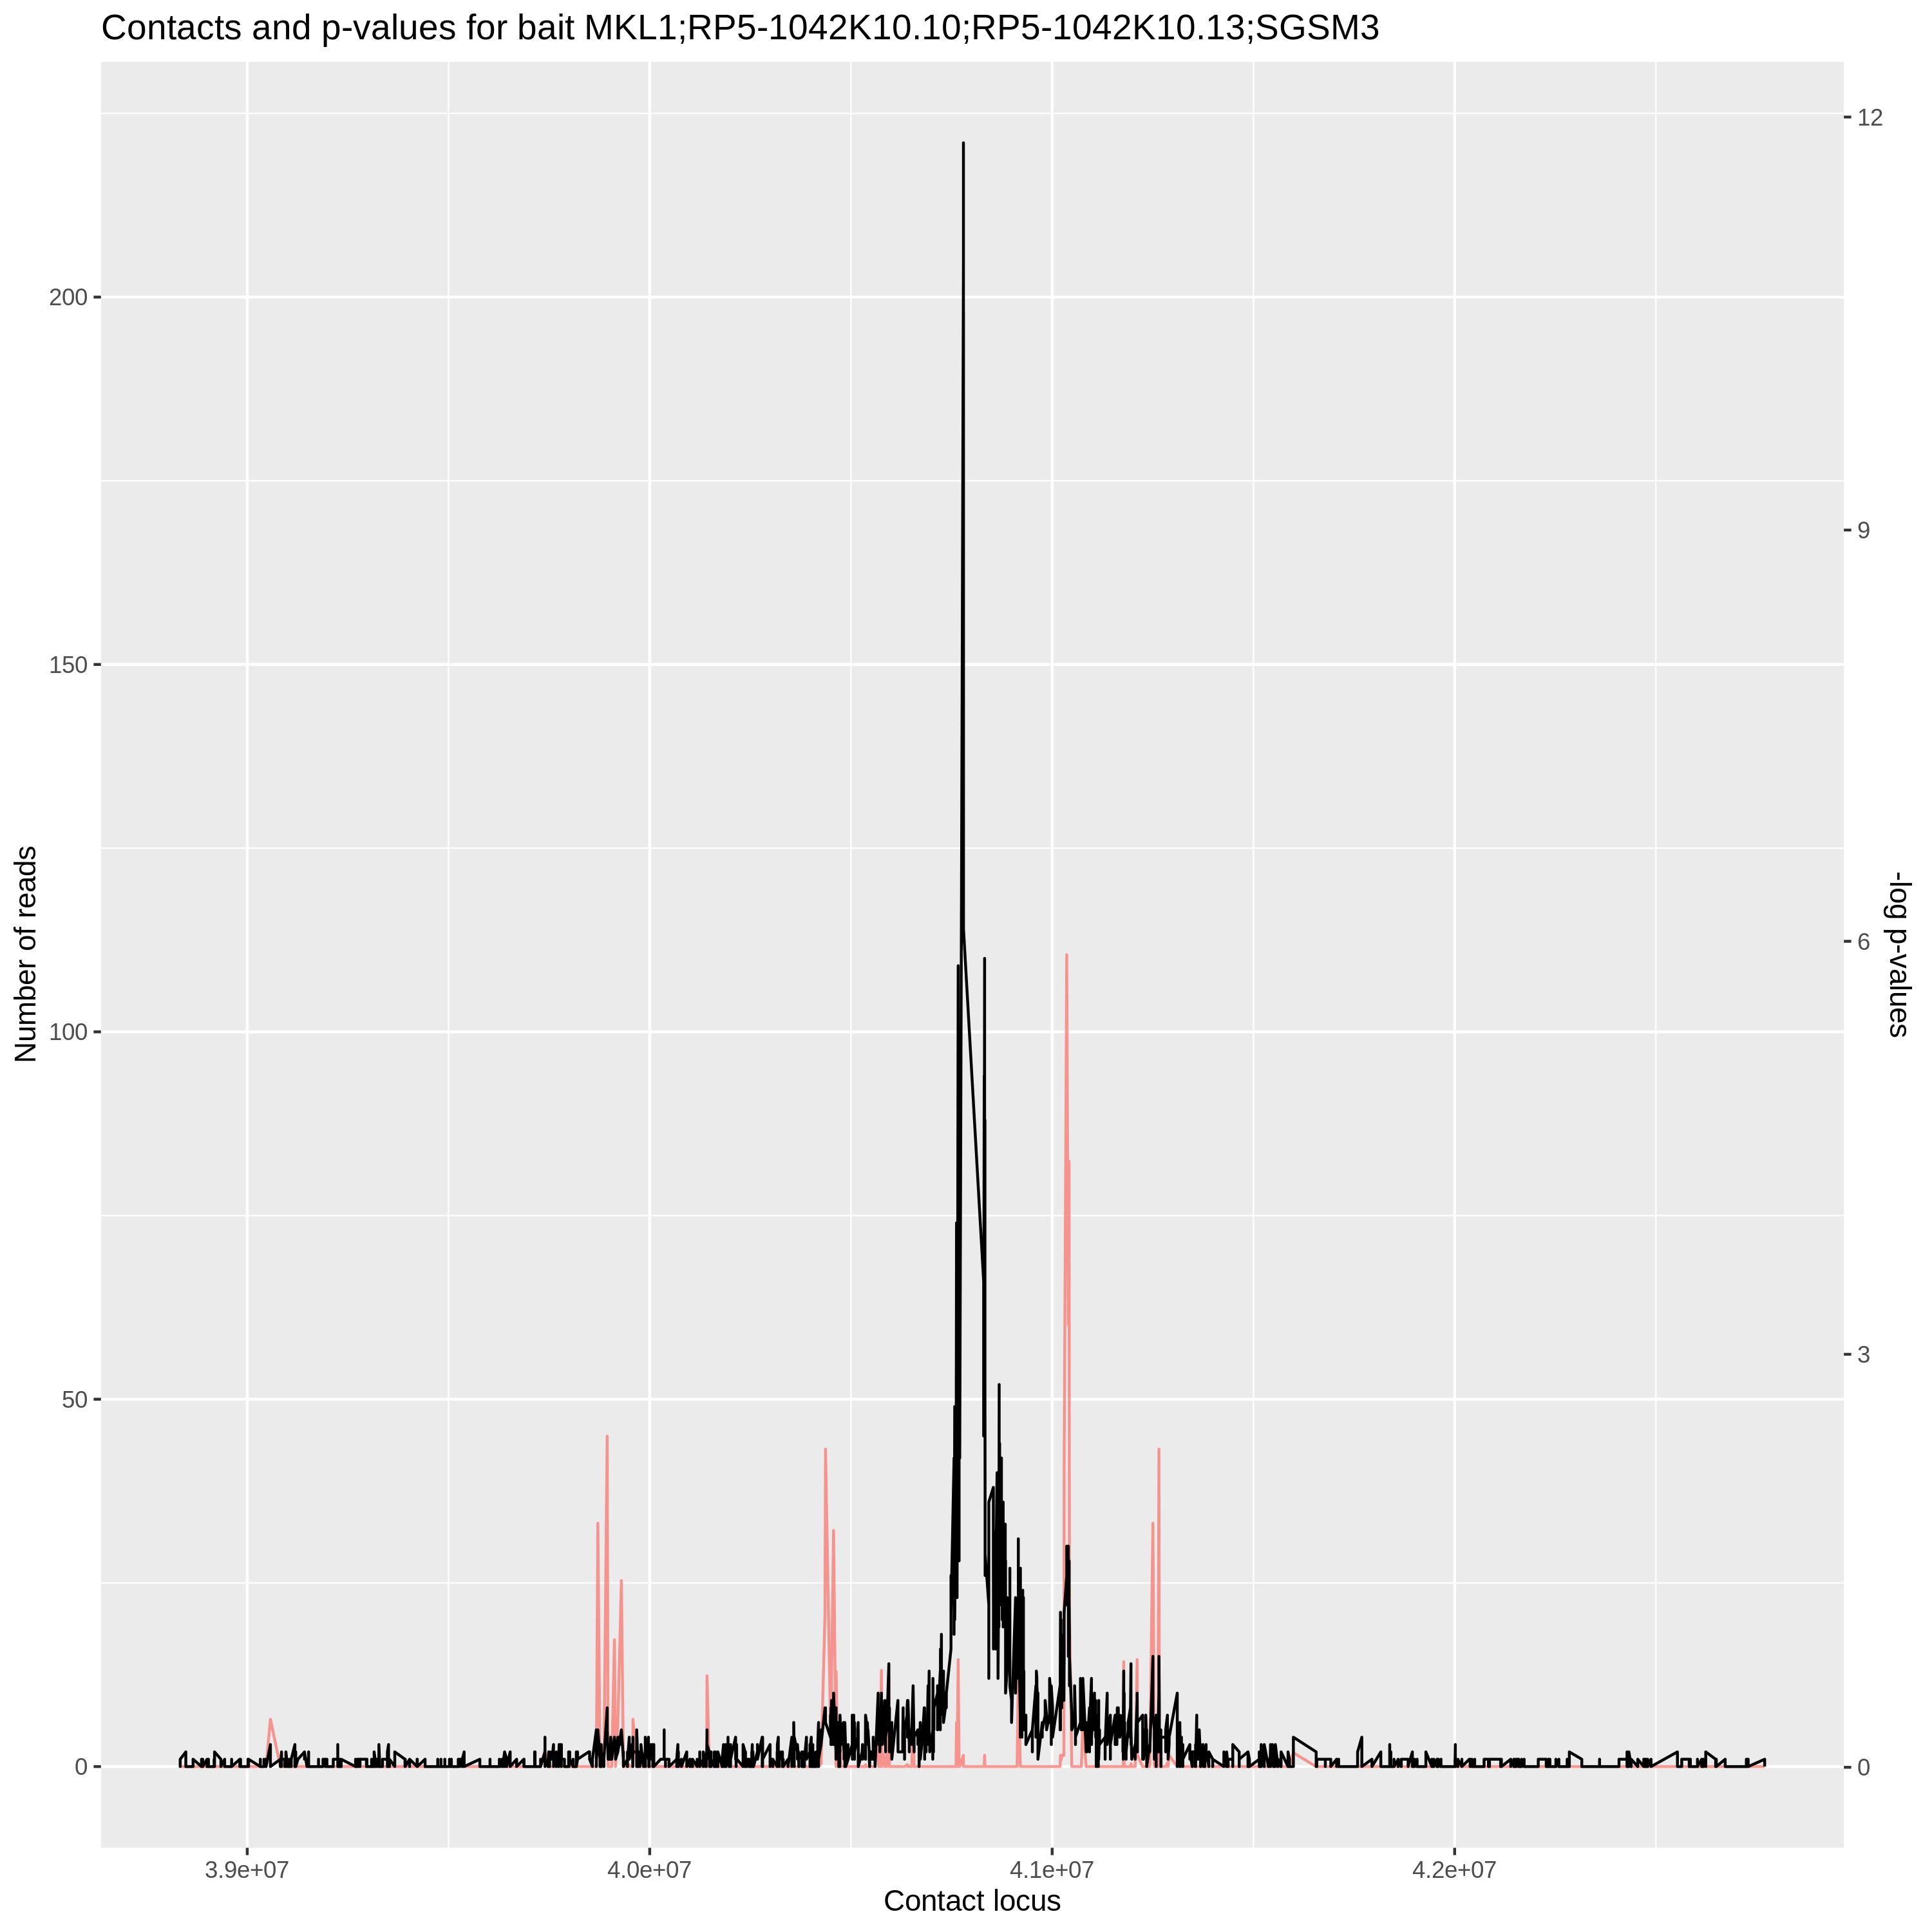 Contacts and p-values for bait MKL1;RP5-1042K10.10;RP5-1042K10.13;SGSM3
Number of reads
200
150
100
50
0
12
9
6
3
0
-log p-values
3.9e+07
4.0e+07
4.1e+07
4.2e+07
Contact locus